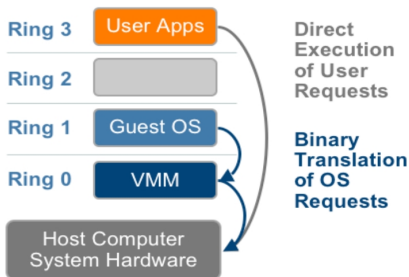 Ring 3
User Apps
Ring 2
Ring 1
Guest OS
Ring 0
VMM
Host Computer
System Hardware
Direct
Execution
of User
Requests
Binary
Translation
of OS
Requests